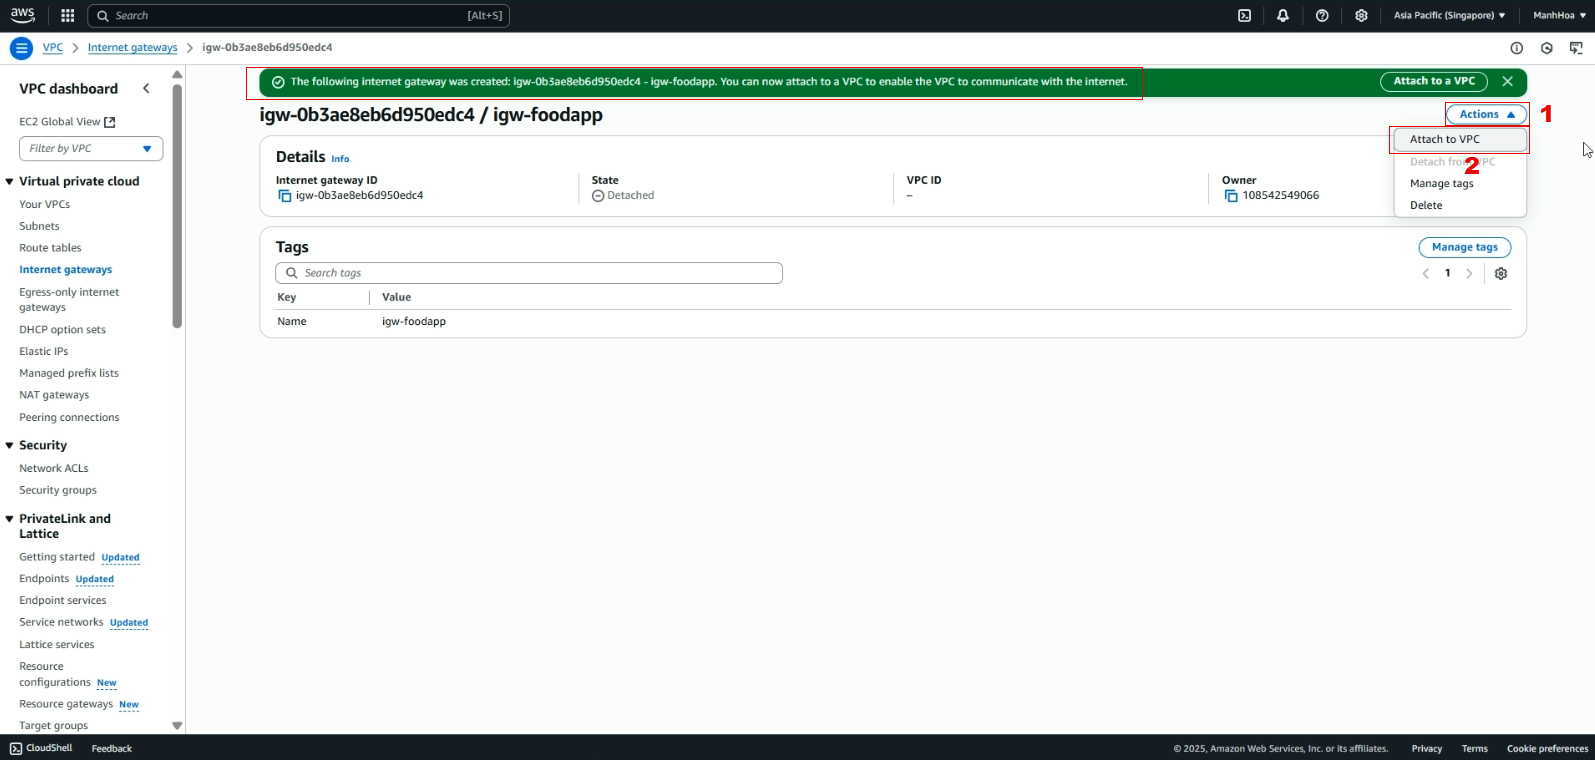 aws
Search [Alt+S]
Asia Pacific (Singapore) ManhHoa
VPC Internet gateways igw-0b3ae8eb6d950edc4
VPC dashboard
EC2 Global View
Filter by VPC
Virtual private cloud
Your VPCs
Subnets
Route tables
Internet gateways
Egress-only internet
gateways
DHCP option sets
Elastic IPs
Managed prefix lists
NAT gateways
Peering connections
Security
Network ACLs
Security groups
PrivateLink and
Lattice
Getting started Updated
Endpoints Updated
Endpoint services
Service networks Updated
Lattice services
Resource
configurations New
Resource gateways New
Target groups
The following internet gateway was created: igw-0b3ae8eb6d950edc4 - igw-foodapp. You can now attach to a VPC to enable the VPC to communicate with the internet.
Attach to a VPC
igw-0b3ae8eb6d950edc4 / igw-foodapp
Actions 1
Attach to VPC
Detach from VPC
2
Manage tags
Delete
Details Info
Internet gateway ID
igw-0b3ae8eb6d950edc4
State
Detached
VPC ID
–
Owner
108542549066
Tags
Manage tags
Search tags
1
Key Value
Name igw-foodapp
CloudShell Feedback
© 2025, Amazon Web Services, Inc. or its affiliates. Privacy Terms Cookie preferences